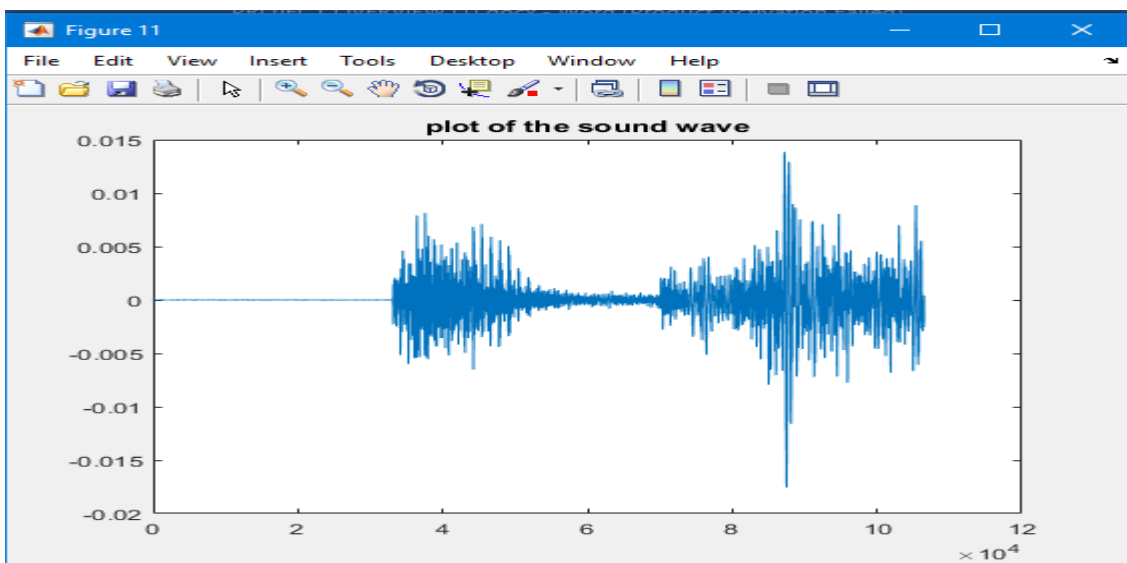 Figure 11
File Edit View Insert Tools Desktop Window Help
plot of the sound wave
0.015
0.01
0.005
0
-0.005
-0.01
-0.015
-0.02
0 2 4 6 8 10 12
× 10⁴